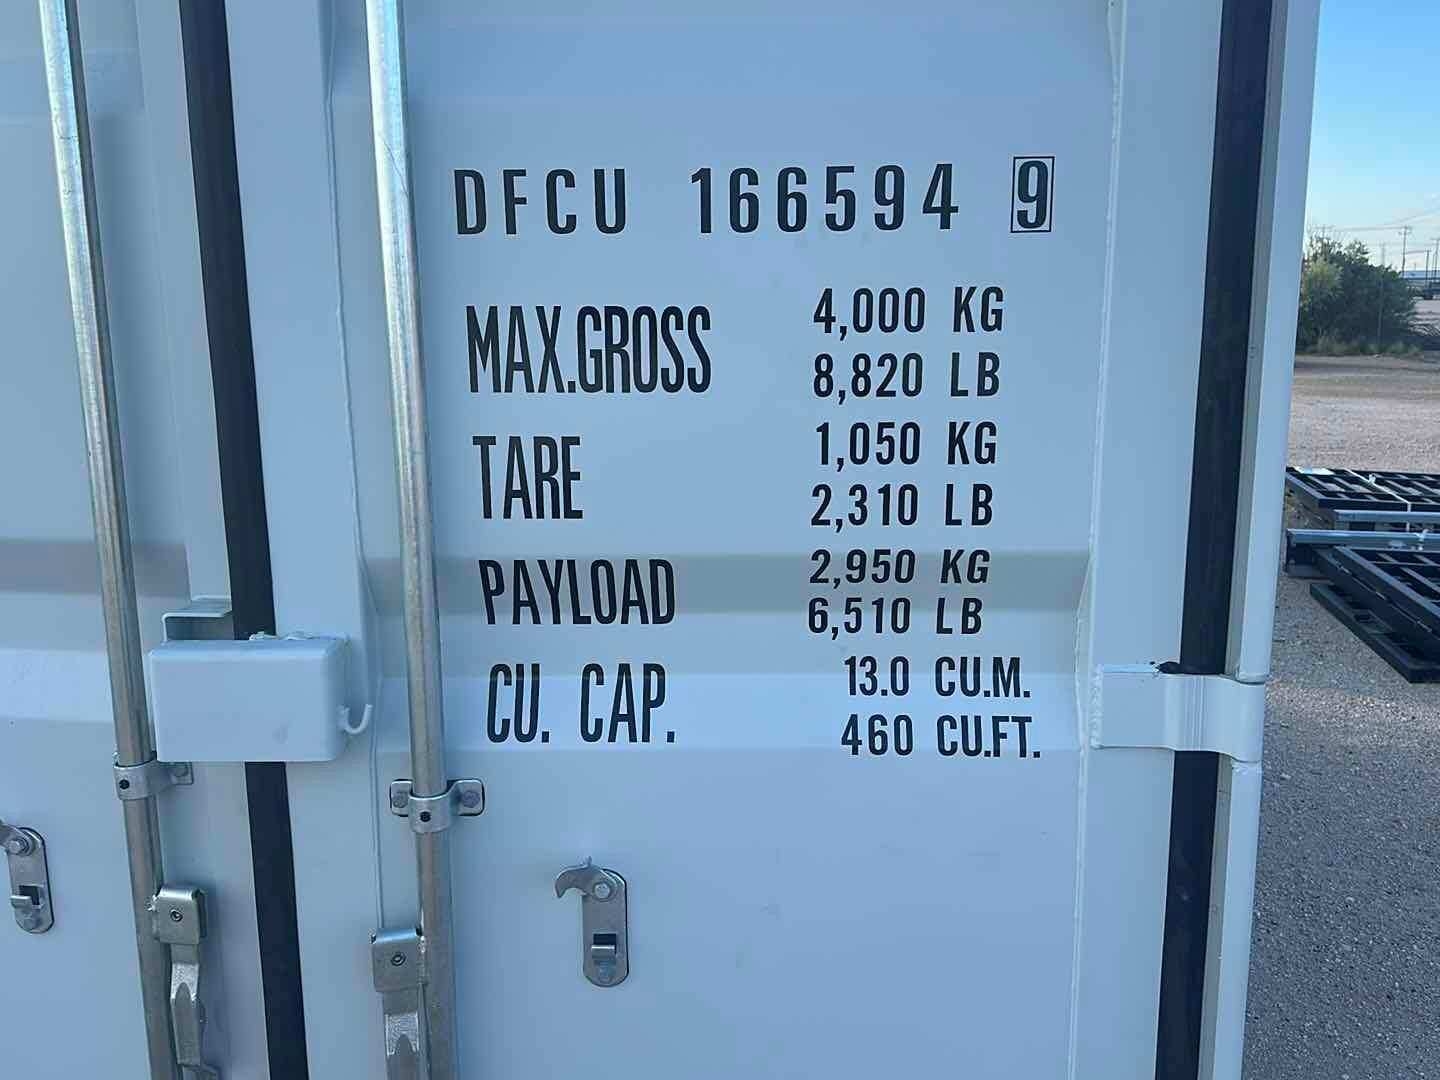 DFCU 166594 9
MAX.GROSS 4,000 KG
8,820 LB
TARE 1,050 KG
2,310 LB
PAYLOAD 2,950 KG
6,510 LB
CU. CAP. 13.0 CU.M.
460 CU.FT.